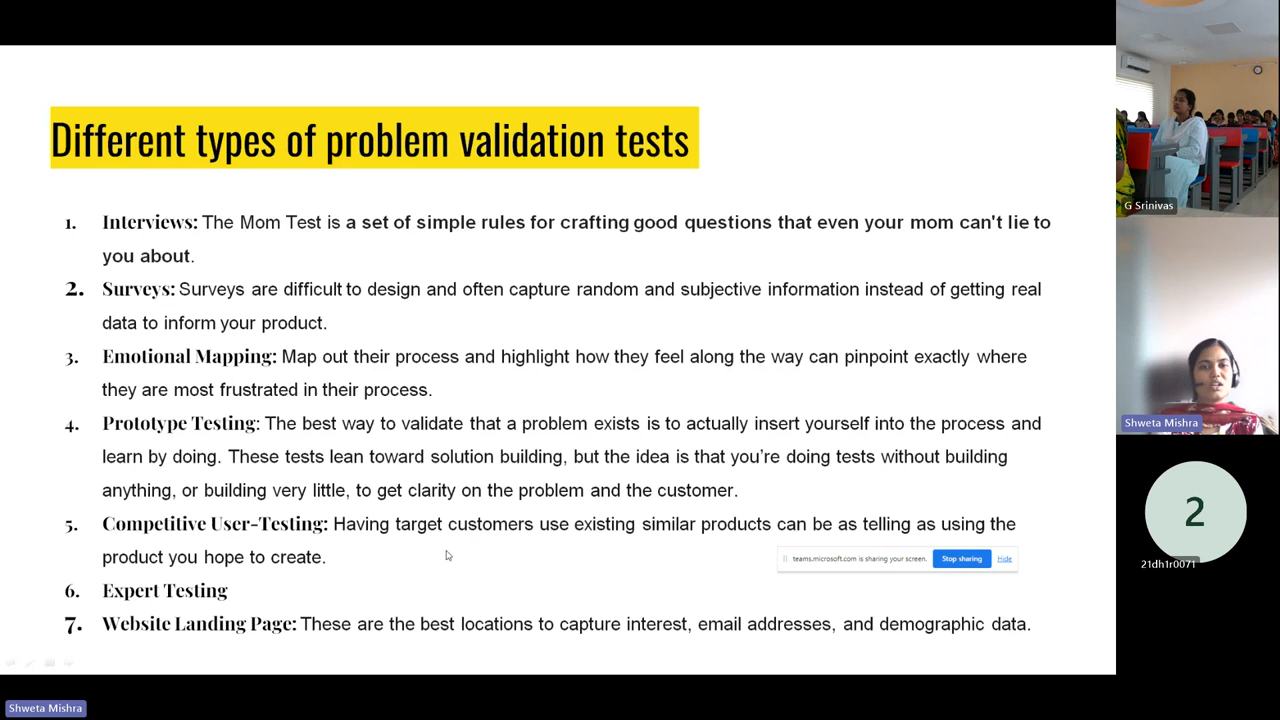 Different types of problem validation tests
1. Interviews: The Mom Test is a set of simple rules for crafting good questions that even your mom can't lie to
you about.
2. Surveys: Surveys are difficult to design and often capture random and subjective information instead of getting real
data to inform your product.
3. Emotional Mapping: Map out their process and highlight how they feel along the way can pinpoint exactly where
they are most frustrated in their process.
4. Prototype Testing: The best way to validate that a problem exists is to actually insert yourself into the process and
learn by doing. These tests lean toward solution building, but the idea is that you’re doing tests without building
anything, or building very little, to get clarity on the problem and the customer.
5. Competitive User-Testing: Having target customers use existing similar products can be as telling as using the
product you hope to create.
teams.microsoft.com is sharing your screen. Stop sharing Hide
6. Expert Testing
7. Website Landing Page: These are the best locations to capture interest, email addresses, and demographic data.
G Srinivas
Shweta Mishra
2
21dh1r0071
Shweta Mishra